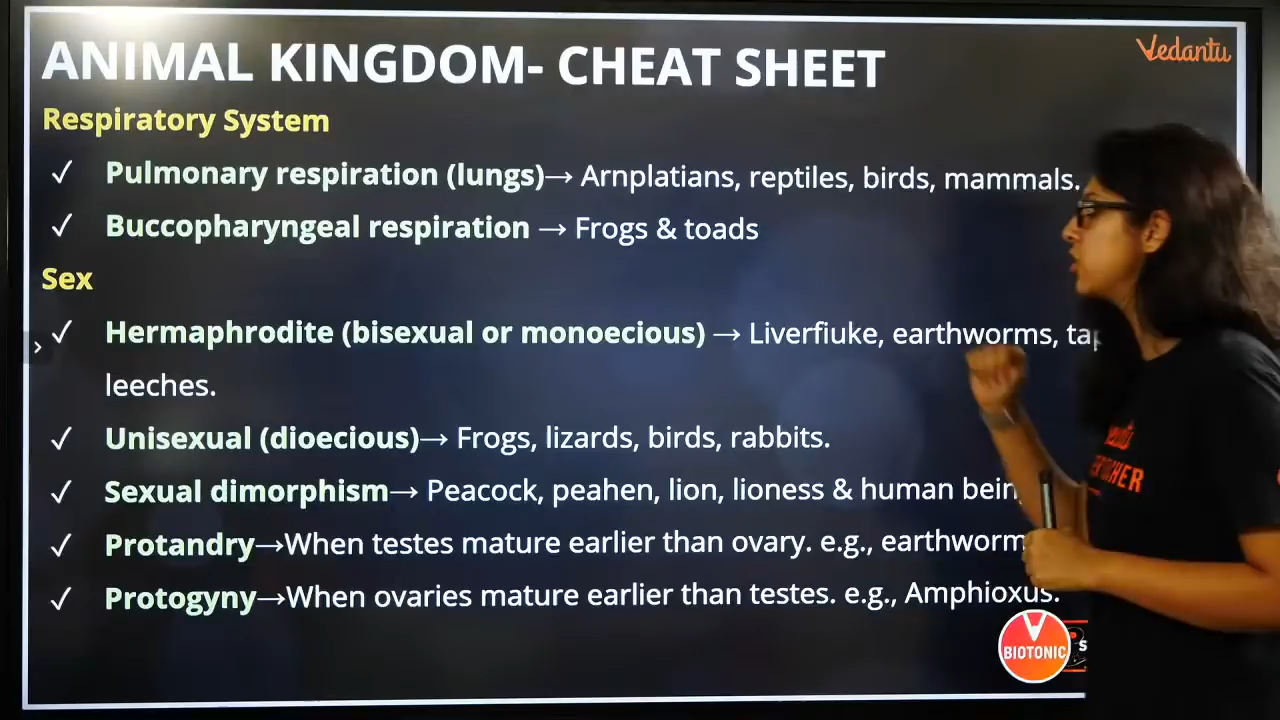 ANIMAL KINGDOM- CHEAT SHEET
Vedantu
Respiratory System
✓ Pulmonary respiration (lungs)→ Arnplatians, reptiles, birds, mammals.
✓ Buccopharyngeal respiration → Frogs & toads
Sex
✓ Hermaphrodite (bisexual or monoecious) → Liverfiuke, earthworms,
leeches.
✓ Unisexual (dioecious)→ Frogs, lizards, birds, rabbits.
✓ Sexual dimorphism→ Peacock, peahen, lion, lioness & human
✓ Protandry→When testes mature earlier than ovary. e.g., earthworm
✓ Protogyny→When ovaries mature earlier than testes. e.g., Amphioxus.
BIOTONIC